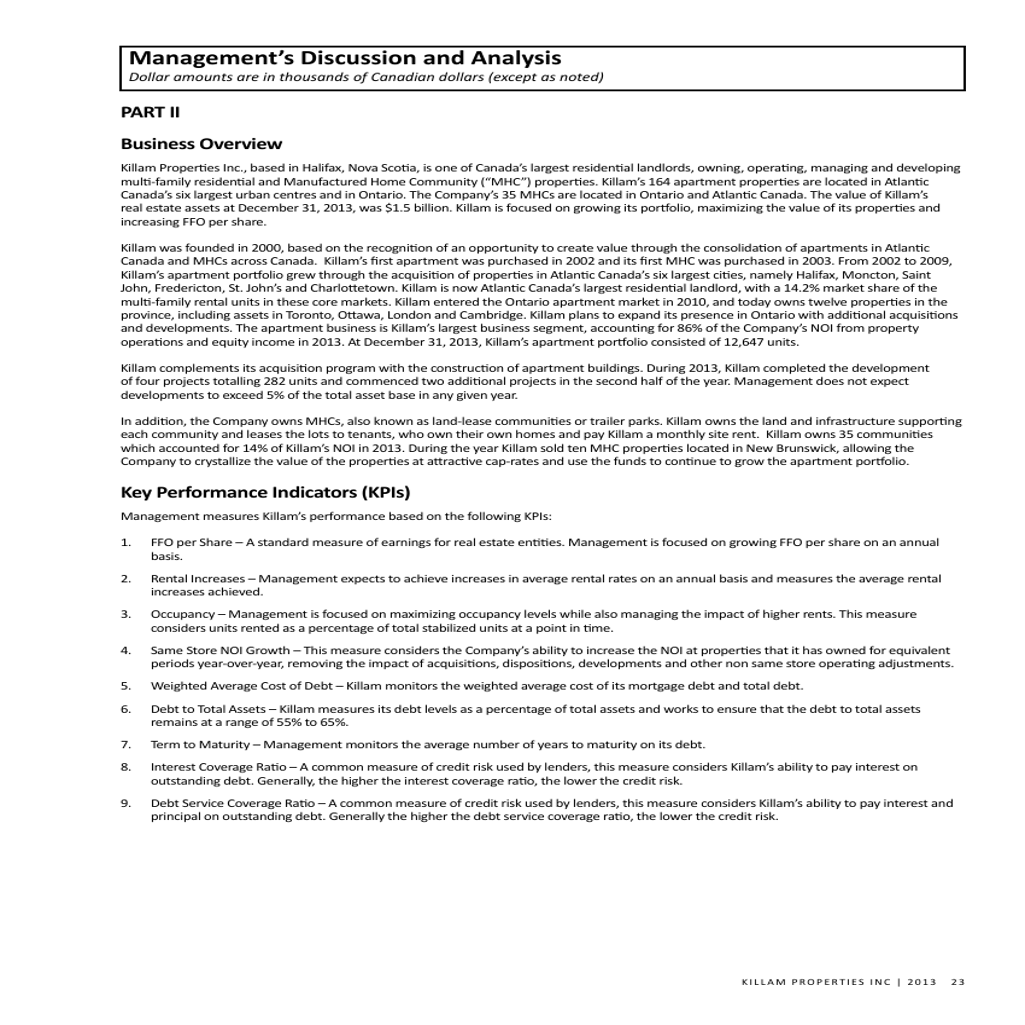 Management's Discussion and Analysis
Dollar amounts are in thousands of Canadian dollars (except as noted)
PART II
Business Overview
Killam Properties Inc., based in Halifax, Nova Scotia, is one of Canada's largest residential landlords, owning, operating, managing and developing
multi-family residential and Manufactured Home Community ("MHC") properties. Killam's 164 apartment properties are located in Atlantic
Canada's six largest urban centres and in Ontario. The Company's 35 MHCs are located in Ontario and Atlantic Canada. The value of Killam's
real estate assets at December 31, 2013, was $1.5 billion. Killam is focused on growing its portfolio, maximizing the value of its properties and
increasing FFO per share.
Killam was founded in 2000, based on the recognition of an opportunity to create value through the consolidation of apartments in Atlantic
Canada and MHCs across Canada.  Killam's first apartment was purchased in 2002 and its first MHC was purchased in 2003. From 2002 to 2009,
Killam's apartment portfolio grew through the acquisition of properties in Atlantic Canada's six largest cities, namely Halifax, Moncton, Saint
John, Fredericton, St. John's and Charlottetown. Killam is now Atlantic Canada's largest residential landlord, with a 14.2% market share of the
multi-family rental units in these core markets. Killam entered the Ontario apartment market in 2010, and today owns twelve properties in the
province, including assets in Toronto, Ottawa, London and Cambridge. Killam plans to expand its presence in Ontario with additional acquisitions
and developments. The apartment business is Killam's largest business segment, accounting for 86% of the Company's NOI from property
operations and equity income in 2013. At December 31, 2013, Killam's apartment portfolio consisted of 12,647 units.
Killam complements its acquisition program with the construction of apartment buildings. During 2013, Killam completed the development
of four projects totalling 282 units and commenced two additional projects in the second half of the year. Management does not expect
developments to exceed 5% of the total asset base in any given year.
In addition, the Company owns MHCs, also known as land-lease communities or trailer parks. Killam owns the land and infrastructure supporting
each community and leases the lots to tenants, who own their own homes and pay Killam a monthly site rent.  Killam owns 35 communities
which accounted for 14% of Killam's NOI in 2013. During the year Killam sold ten MHC properties located in New Brunswick, allowing the
Company to crystallize the value of the properties at attractive cap-rates and use the funds to continue to grow the apartment portfolio.
Key Performance Indicators (KPIs)
Management measures Killam's performance based on the following KPIs:
1. FFO per Share – A standard measure of earnings for real estate entities. Management is focused on growing FFO per share on an annual
basis.
2. Rental Increases – Management expects to achieve increases in average rental rates on an annual basis and measures the average rental
increases achieved.
3. Occupancy – Management is focused on maximizing occupancy levels while also managing the impact of higher rents. This measure
considers units rented as a percentage of total stabilized units at a point in time.
4. Same Store NOI Growth – This measure considers the Company's ability to increase the NOI at properties that it has owned for equivalent
periods year-over-year, removing the impact of acquisitions, dispositions, developments and other non same store operating adjustments.
5. Weighted Average Cost of Debt – Killam monitors the weighted average cost of its mortgage debt and total debt.
6. Debt to Total Assets – Killam measures its debt levels as a percentage of total assets and works to ensure that the debt to total assets
remains at a range of 55% to 65%.
7. Term to Maturity – Management monitors the average number of years to maturity on its debt.
8. Interest Coverage Ratio – A common measure of credit risk used by lenders, this measure considers Killam's ability to pay interest on
outstanding debt. Generally, the higher the interest coverage ratio, the lower the credit risk.
9. Debt Service Coverage Ratio – A common measure of credit risk used by lenders, this measure considers Killam's ability to pay interest and
principal on outstanding debt. Generally the higher the debt service coverage ratio, the lower the credit risk.
KILLAM PROPERTIES INC | 2013 23